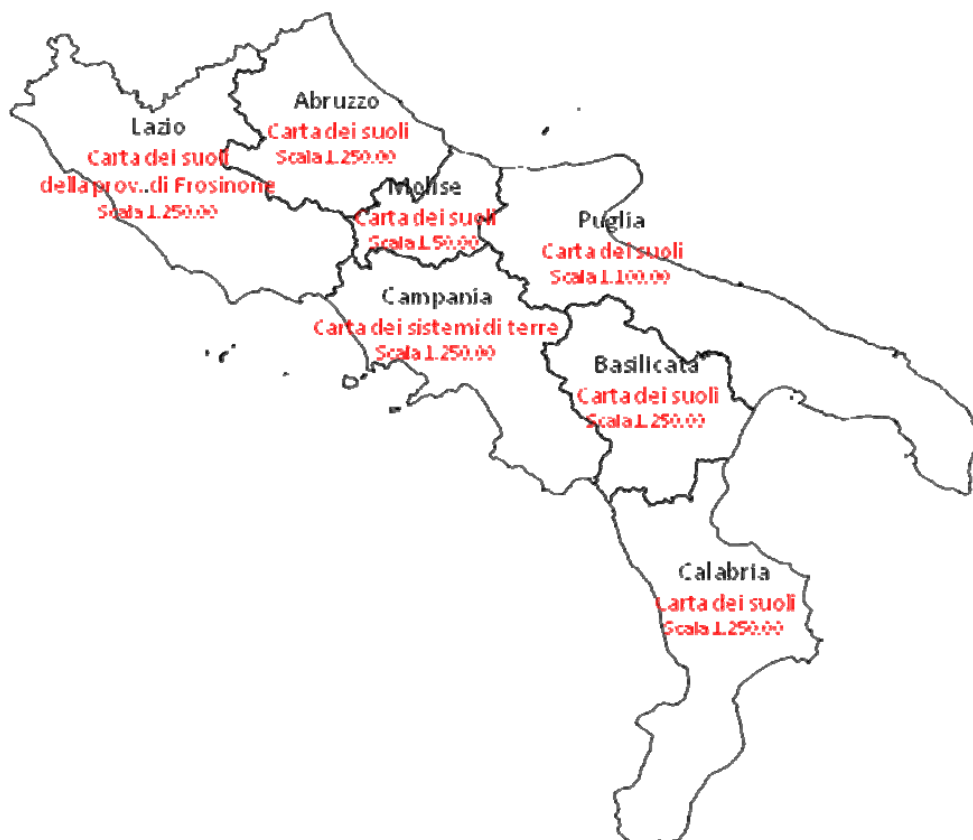 Abruzzo
Carta dei suoli
Scala 1.250.00
Lazio
Carta dei suoli
della prov..di Frosinone
Scala 1.250.00
Molise
Carta dei suoli
Scala 1.50.00
Puglia
Carta dei suoli
Scala 1.100.00
Campania
Carta dei sistemi di terre
Scala 1.250.00
Basilicata
Carta dei suoli
Scala 1.250.00
Calabria
Carta dei suoli
Scala 1.250.00